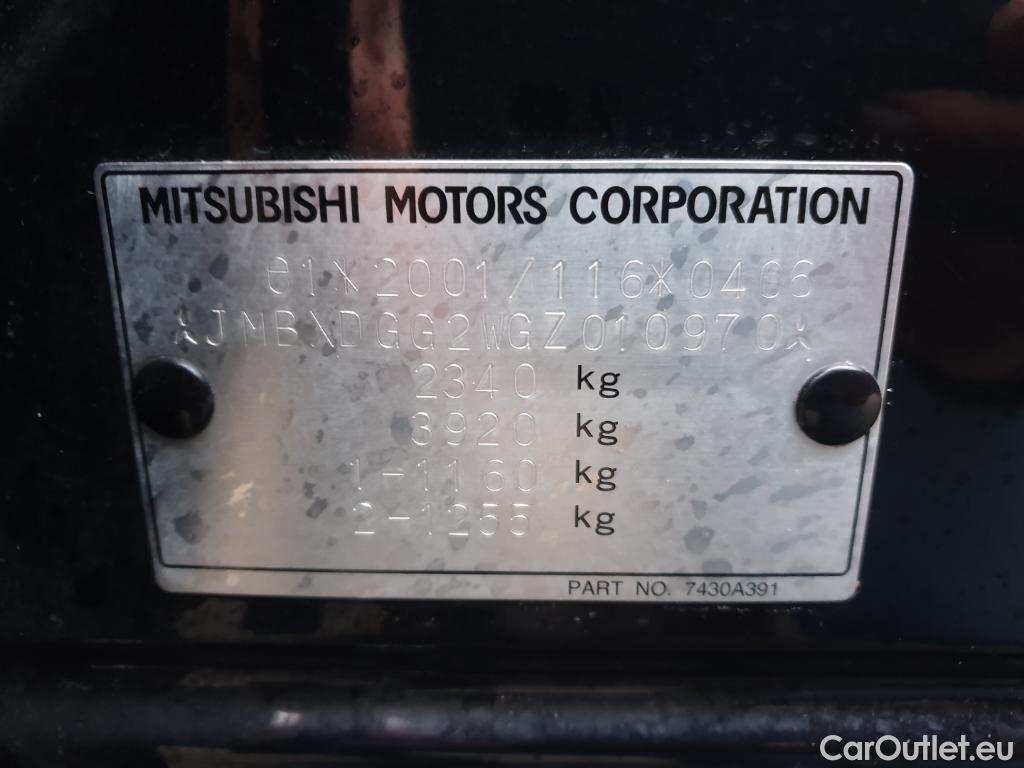 MITSUBISHI MOTORS CORPORATION
e1*2001/116*0406
*JMBXDGG2WGZ010970*
2340 kg
3920 kg
1-1160 kg
2-1255 kg
PART NO. 7430A391
CarOutlet.eu